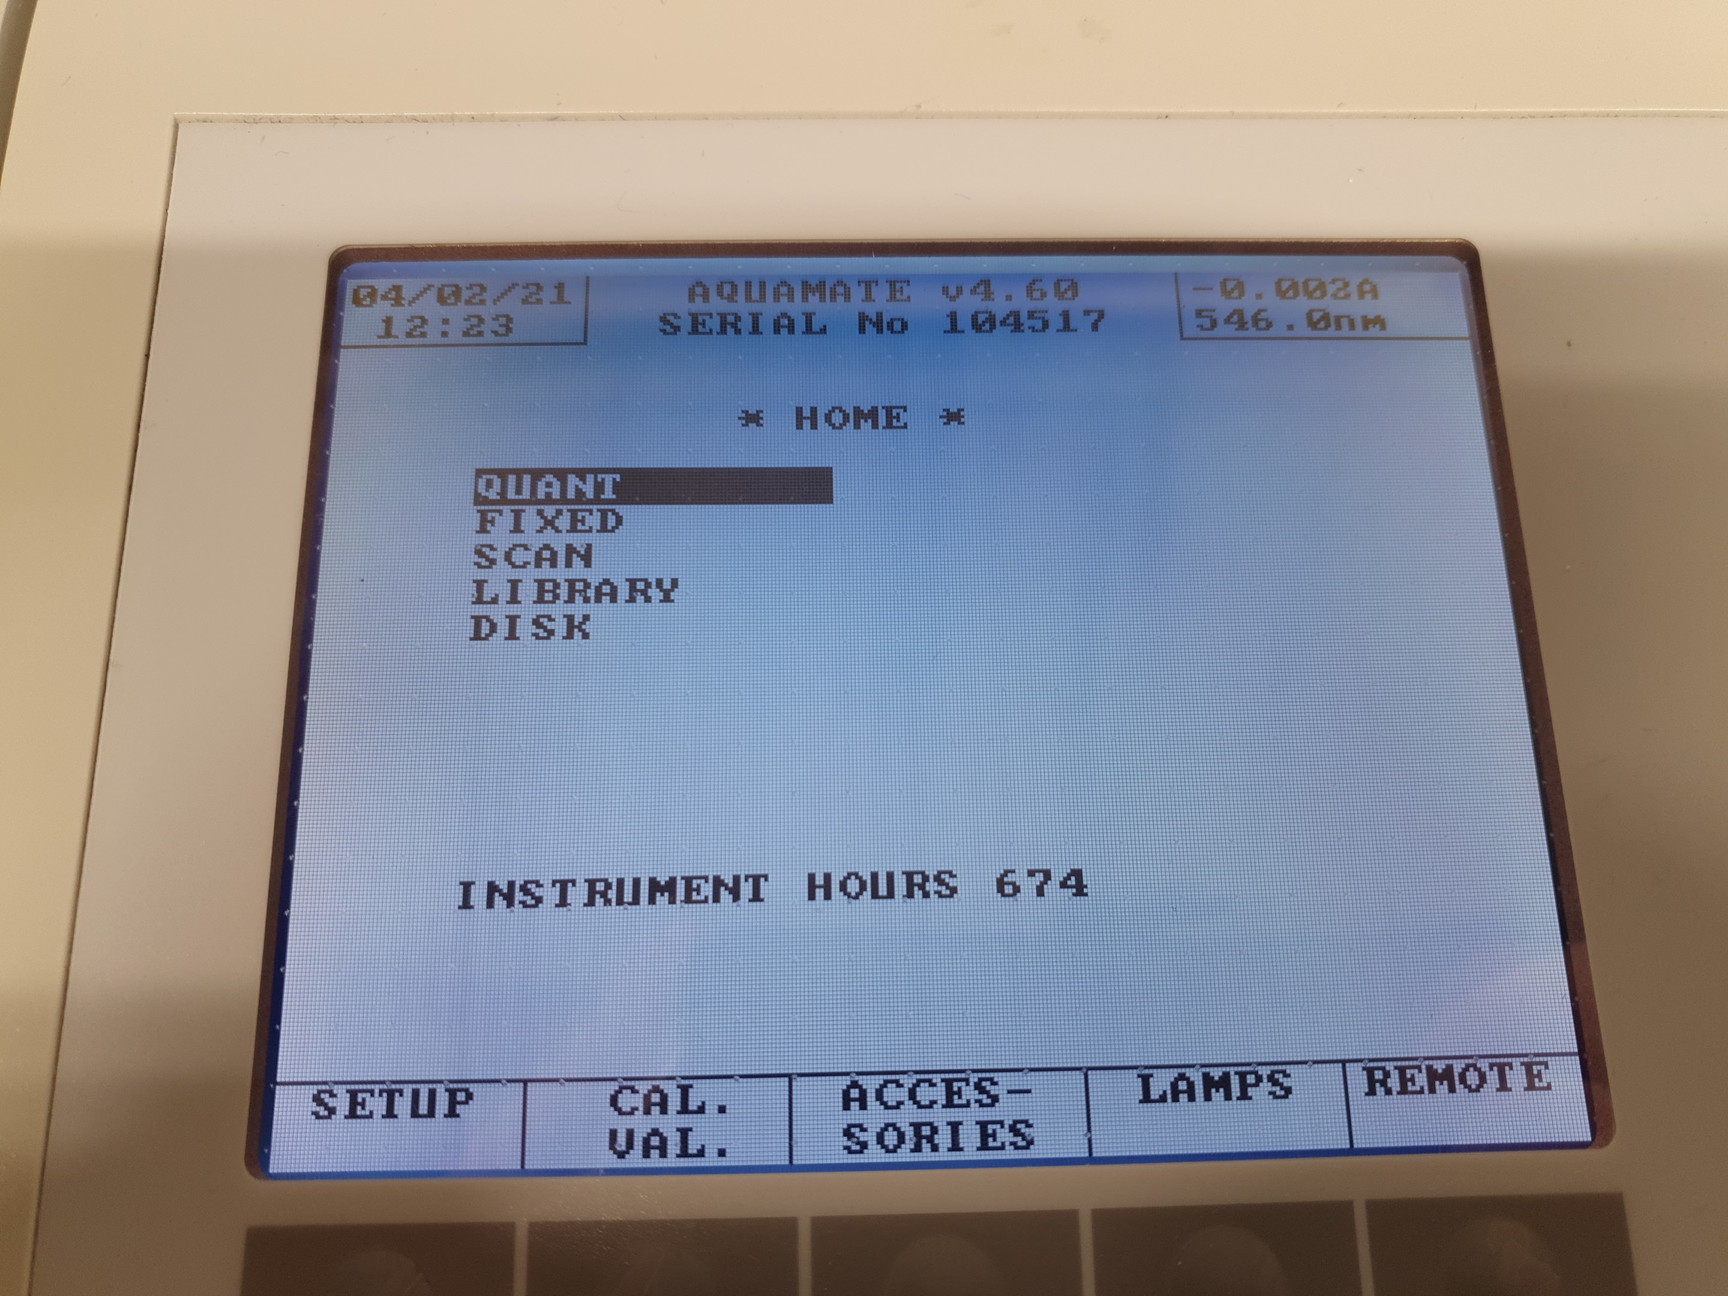 04/02/21
12:23
AQUAMATE v4.60
SERIAL No 104517
-0.002A
546.0nm
* HOME *
QUANT
FIXED
SCAN
LIBRARY
DISK
INSTRUMENT HOURS 674
SETUP
CAL.
VAL.
ACCES-
SORIES
LAMPS
REMOTE